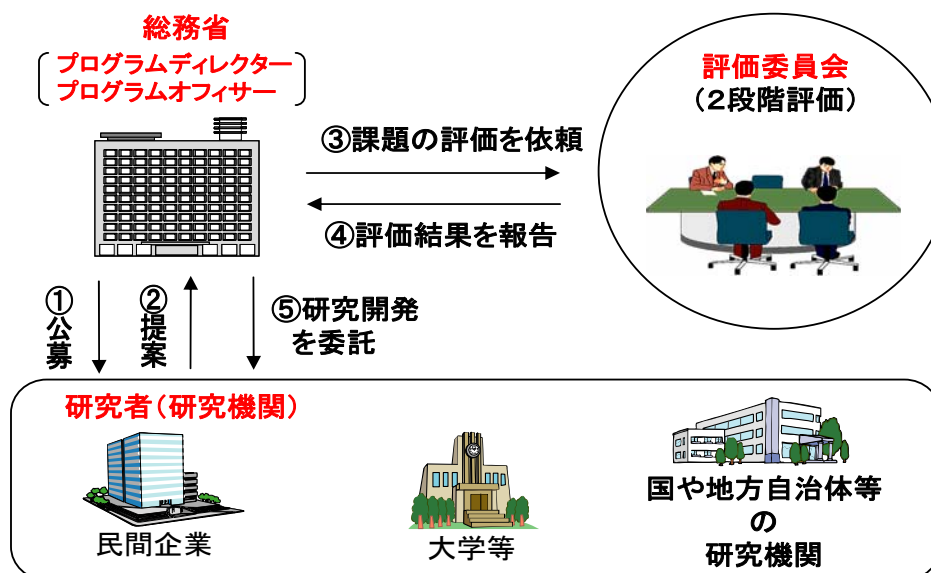 総務省
プログラムディレクター
プログラムオフィサー
評価委員会
(2段階評価)
③課題の評価を依頼
④評価結果を報告
①公募
②提案
⑤研究開発
を委託
研究者(研究機関)
民間企業
大学等
国や地方自治体等
の
研究機関